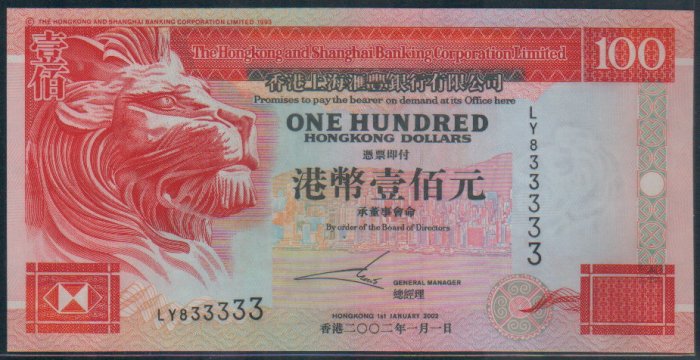 © THE HONGKONG AND SHANGHAI BANKING CORPORATION LIMITED 1993
壹佰
The Hongkong and Shanghai Banking Corporation Limited
100
香港上海滙豐銀行有限公司
Promises to pay the bearer on demand at its Office here
ONE HUNDRED
HONGKONG DOLLARS
憑票即付
港幣壹佰元
承董事會命
By order of the Board of Directors
LY833333
GENERAL MANAGER
總經理
LY833333
HONGKONG 1st JANUARY 2002
香港二〇〇二年一月一日